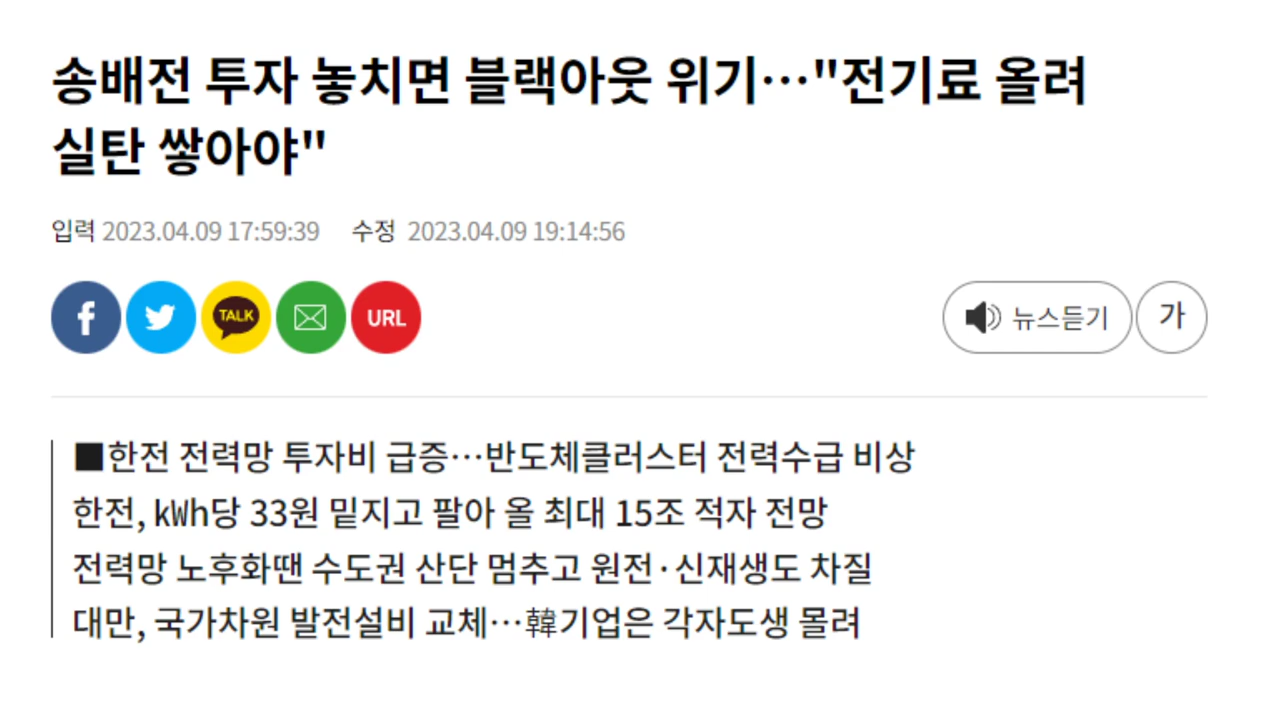 송배전 투자 놓치면 블랙아웃 위기…"전기료 올려
실탄 쌓아야"
입력 2023.04.09 17:59:39 수정 2023.04.09 19:14:56
f TALK URL 뉴스듣기 가
■한전 전력망 투자비 급증…반도체클러스터 전력수급 비상
한전, kWh당 33원 밑지고 팔아 올 최대 15조 적자 전망
전력망 노후화땐 수도권 산단 멈추고 원전·신재생도 차질
대만, 국가차원 발전설비 교체…韓기업은 각자도생 몰려